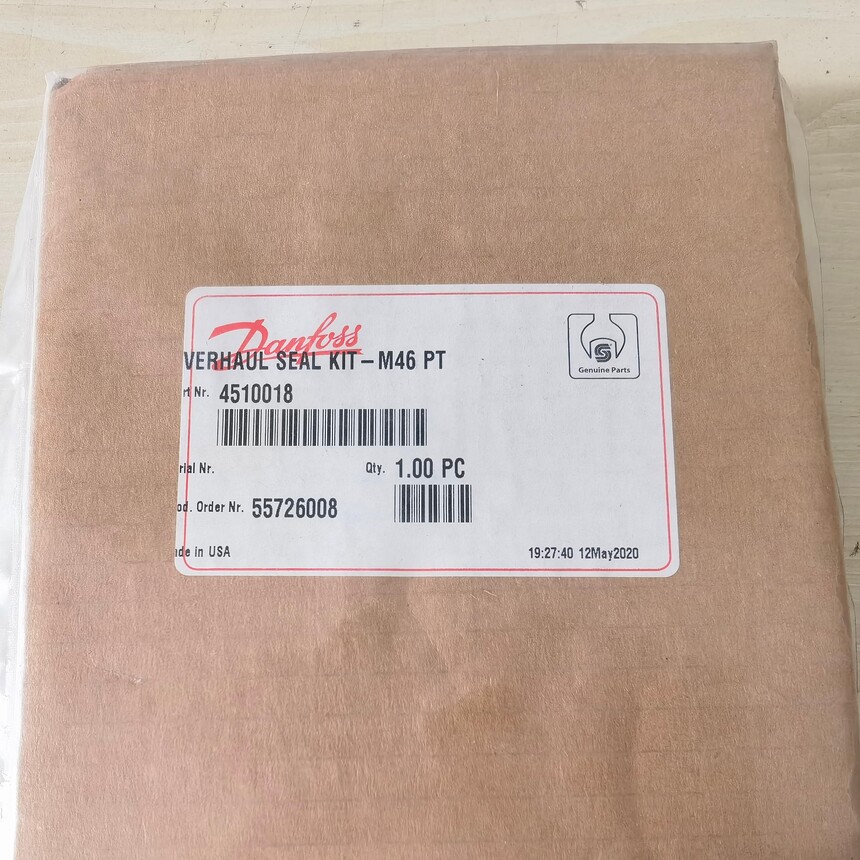 Danfoss
VERHAUL SEAL KIT – M46 PT
Genuine Parts
rt Nr. 4510018
rial Nr.
Qty. 1.00 PC
od. Order Nr. 55726008
de in USA
19:27:40 12May2020